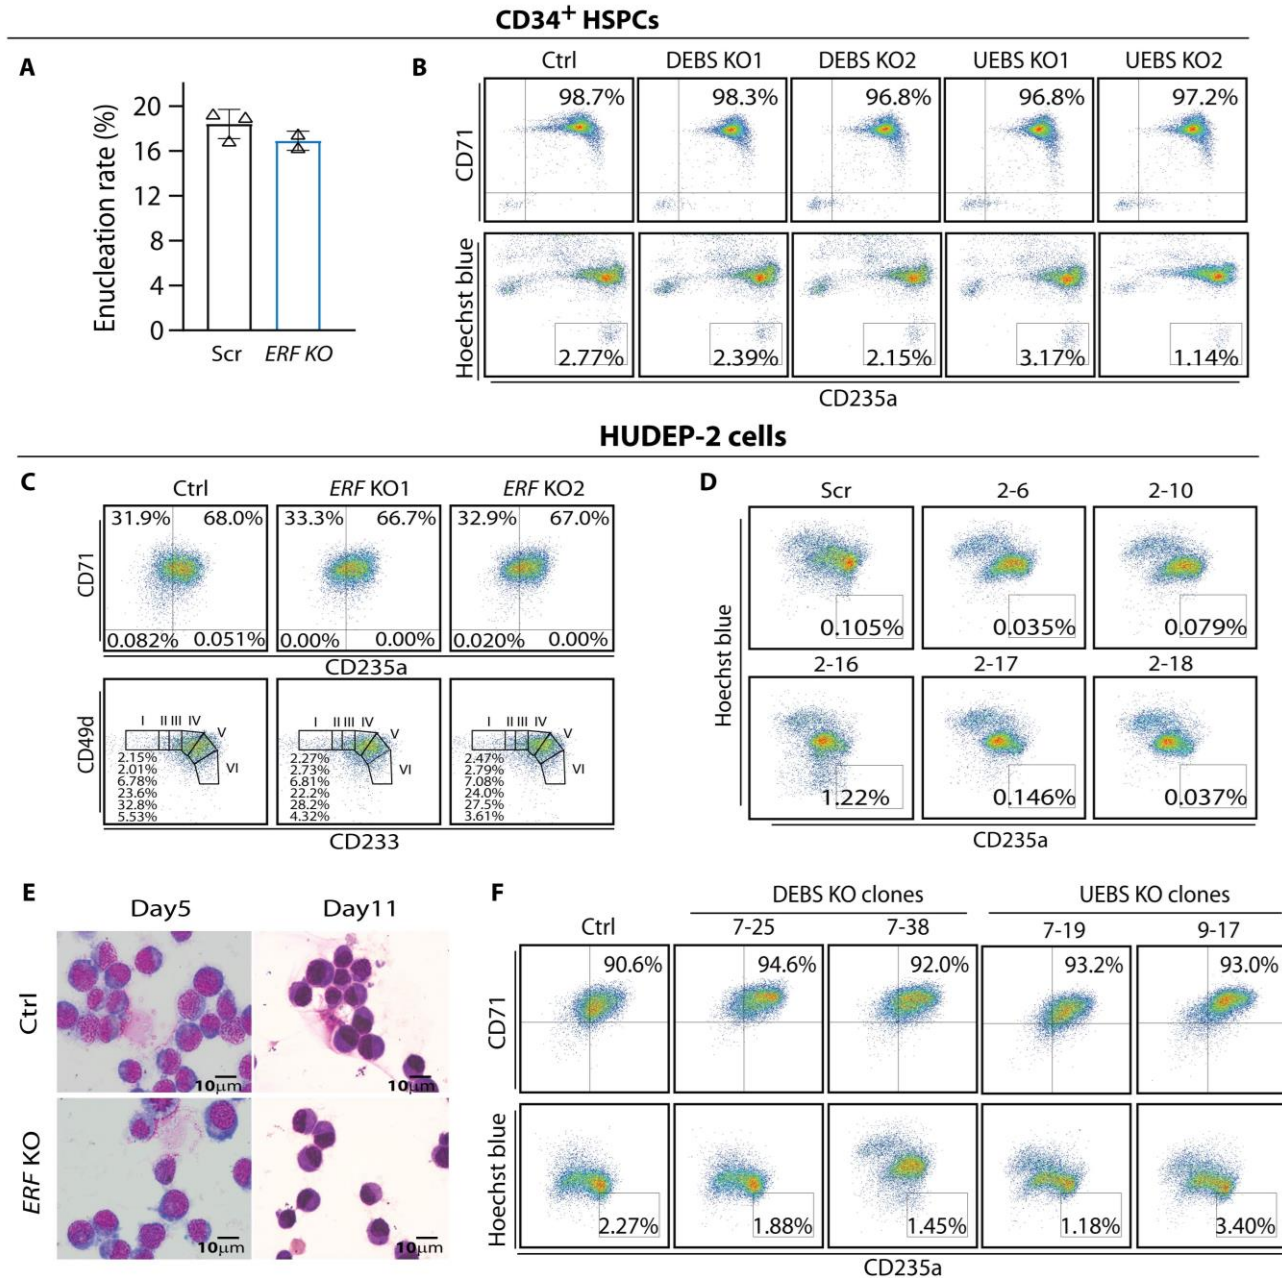 CD34+ HSPCs
A
Enucleation rate (%)
20
16
12
8
4
0
Scr
ERF KO
B
Ctrl DEBS KO1 DEBS KO2 UEBS KO1 UEBS KO2
CD71
98.7% 98.3% 96.8% 96.8% 97.2%
Hoechst blue
2.77% 2.39% 2.15% 3.17% 1.14%
CD235a
HUDEP-2 cells
C
Ctrl ERF KO1 ERF KO2
CD71
31.9% 68.0% 33.3% 66.7% 32.9% 67.0%
0.082% 0.051% 0.00% 0.00% 0.020% 0.00%
CD235a
CD49d
I II III IV V VI
2.15%
2.01%
6.78%
23.6%
32.8%
5.53%
I II III IV V VI
2.27%
2.73%
6.81%
22.2%
28.2%
4.32%
I II III IV V VI
2.47%
2.79%
7.08%
24.0%
27.5%
3.61%
CD233
D
Scr 2-6 2-10
Hoechst blue
0.105% 0.035% 0.079%
2-16 2-17 2-18
1.22% 0.146% 0.037%
CD235a
E
Day5 Day11
Ctrl
10μm 10μm
ERF KO
10μm 10μm
F
DEBS KO clones UEBS KO clones
Ctrl 7-25 7-38 7-19 9-17
CD71
90.6% 94.6% 92.0% 93.2% 93.0%
Hoechst blue
2.27% 1.88% 1.45% 1.18% 3.40%
CD235a